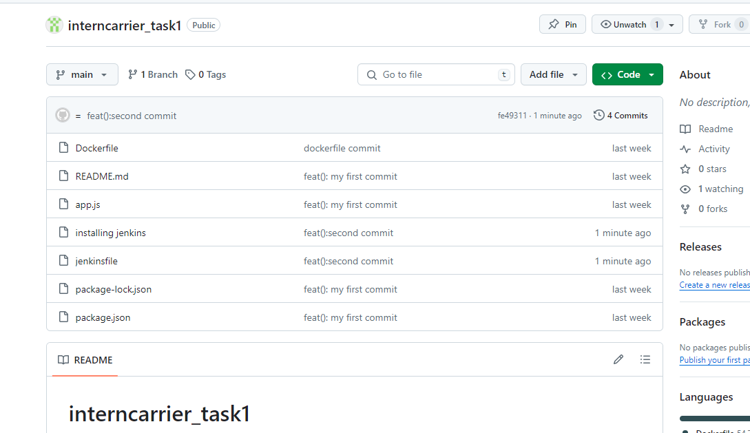 interncarrier_task1 Public Pin Unwatch 1 Fork 0
main 1 Branch 0 Tags Go to file t Add file Code
= feat():second commit fe49311 · 1 minute ago 4 Commits
Dockerfile dockerfile commit last week
README.md feat(): my first commit last week
app.js feat(): my first commit last week
installing jenkins feat():second commit 1 minute ago
jenkinsfile feat():second commit 1 minute ago
package-lock.json feat(): my first commit last week
package.json feat(): my first commit last week
README
interncarrier_task1
About
No description,
Readme
Activity
0 stars
1 watching
0 forks
Releases
No releases publish
Create a new releas
Packages
No packages publis
Publish your first pa
Languages